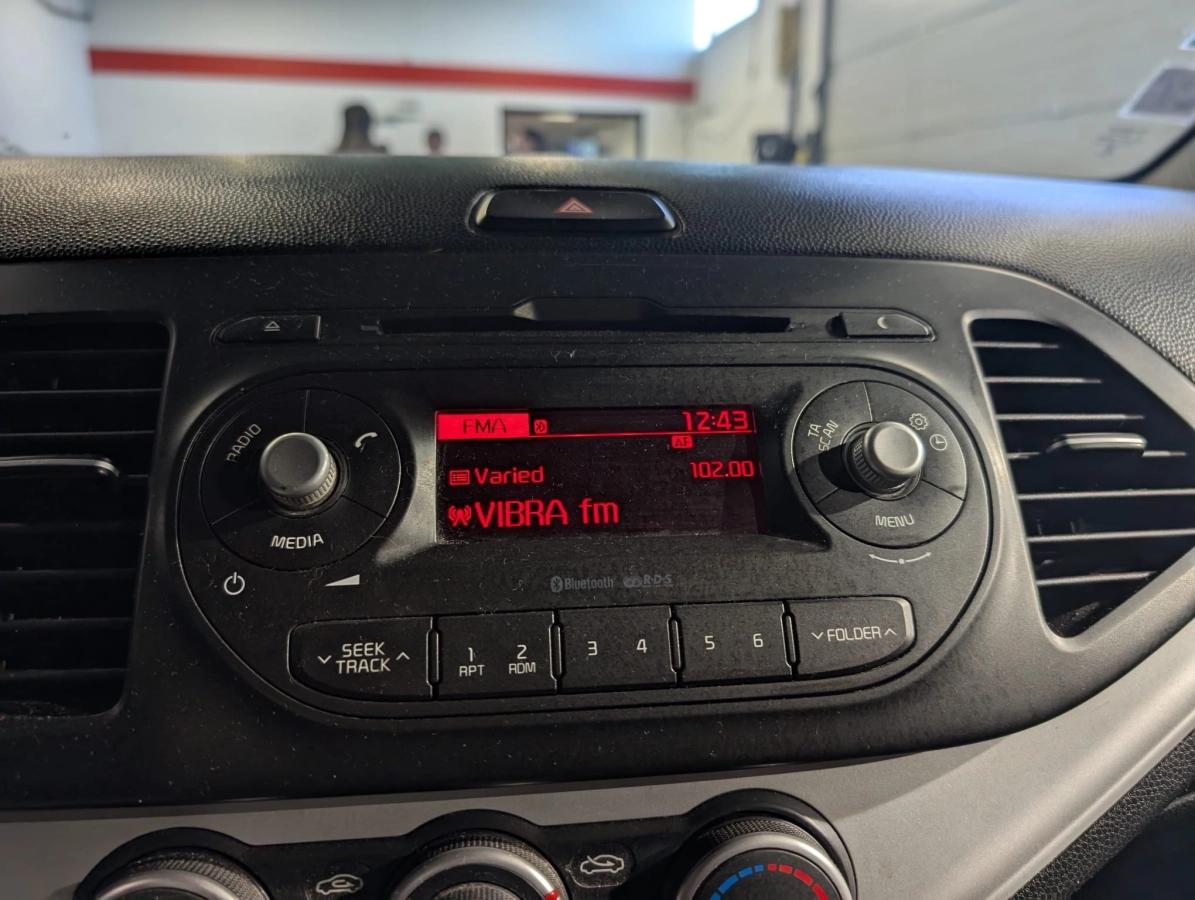 FMA 12:43
AF
Varied 102.00
VIBRA fm
RADIO
MEDIA
TA
SCAN
MENU
Bluetooth R·D·S
SEEK
TRACK
1 2
RPT RDM
3 4
5 6
FOLDER